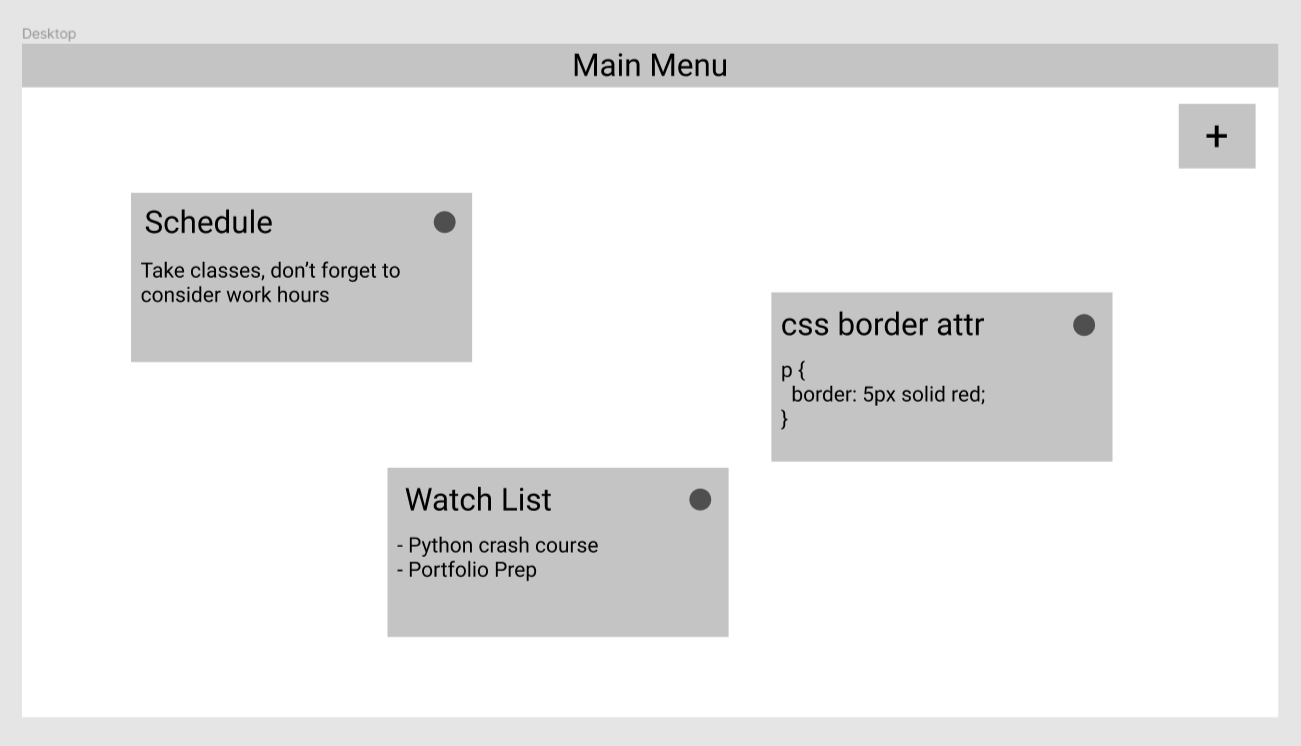 Desktop
Main Menu
+
Schedule
Take classes, don’t forget to
consider work hours
css border attr
p {
  border: 5px solid red;
}
Watch List
- Python crash course
- Portfolio Prep